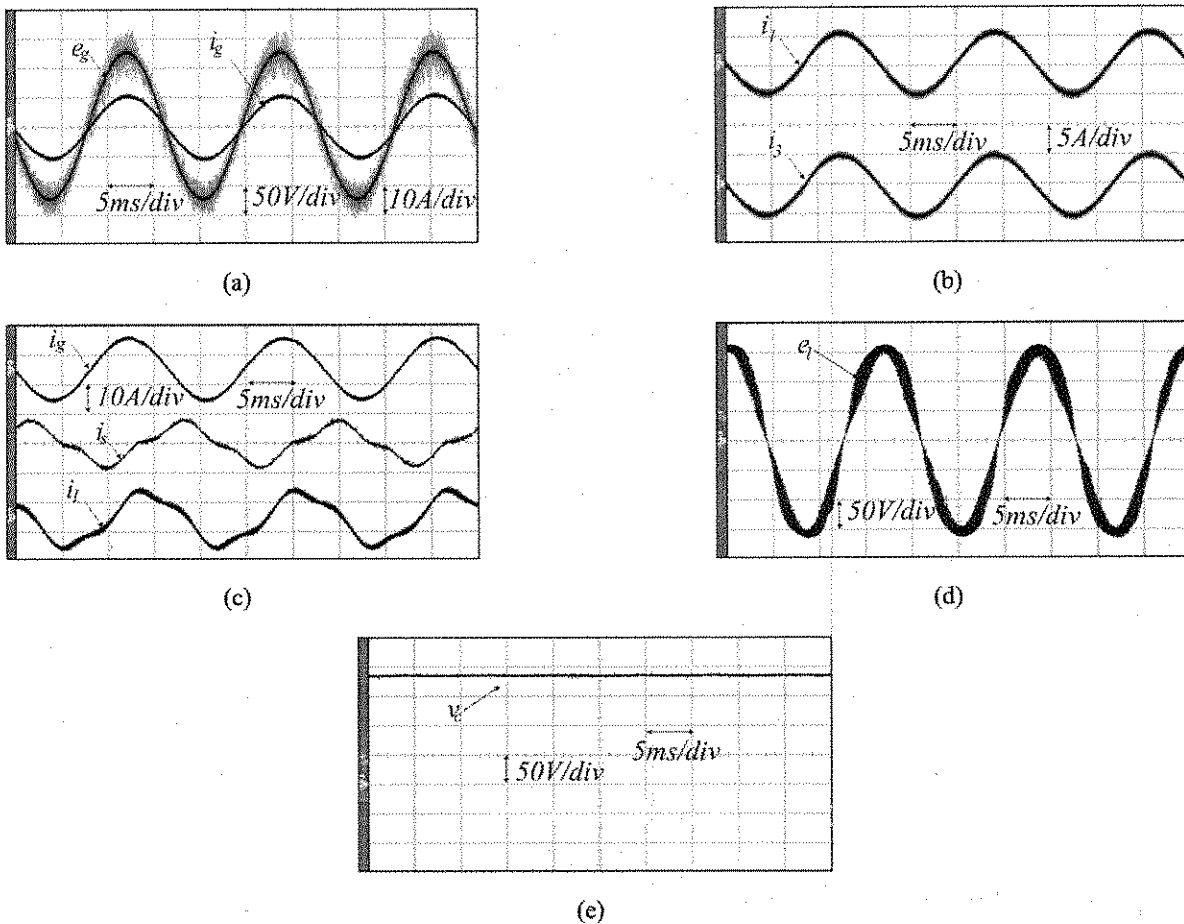 e_g
i_g
5ms/div
50V/div
10A/div
(a)
i_1
i_3
5ms/div
5A/div
(b)
i_g
10A/div
5ms/div
i_s
i_l
(c)
e_l
50V/div
5ms/div
(d)
v_c
5ms/div
50V/div
(e)